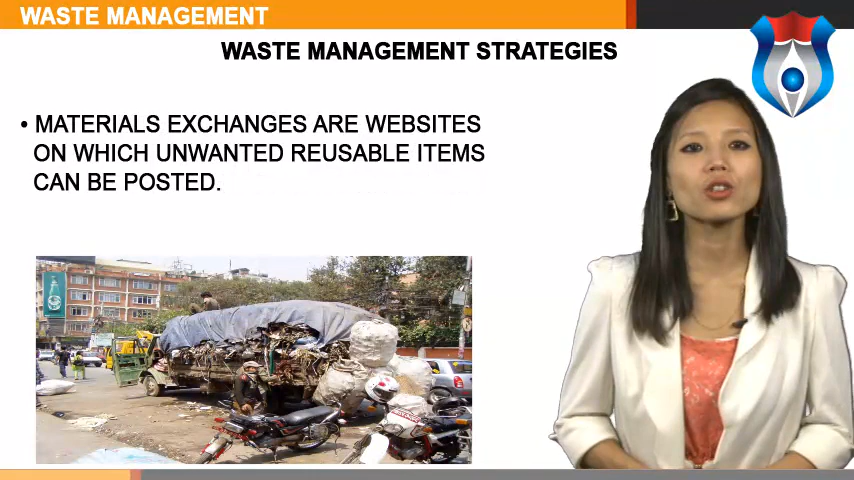 WASTE MANAGEMENT
WASTE MANAGEMENT STRATEGIES
• MATERIALS EXCHANGES ARE WEBSITES
ON WHICH UNWANTED REUSABLE ITEMS
CAN BE POSTED.